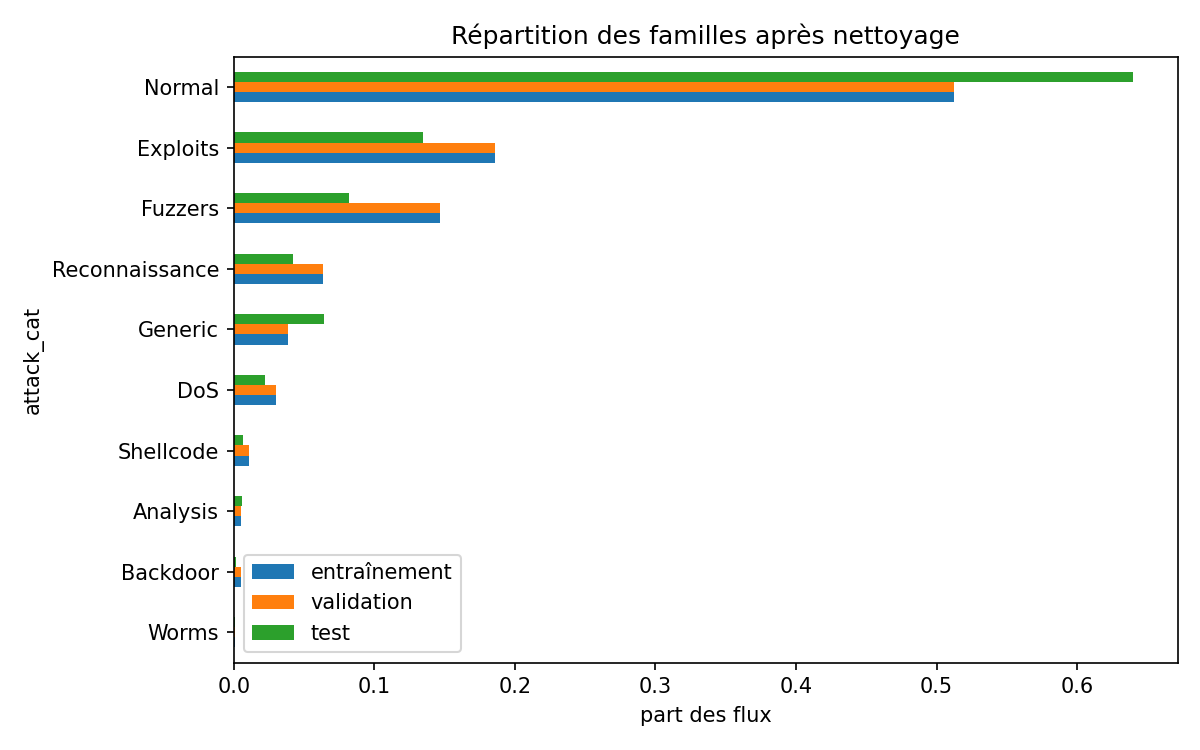 Répartition des familles après nettoyage
attack_cat
Normal
Exploits
Fuzzers
Reconnaissance
Generic
DoS
Shellcode
Analysis
Backdoor
Worms
entraînement
validation
test
0.0 0.1 0.2 0.3 0.4 0.5 0.6
part des flux